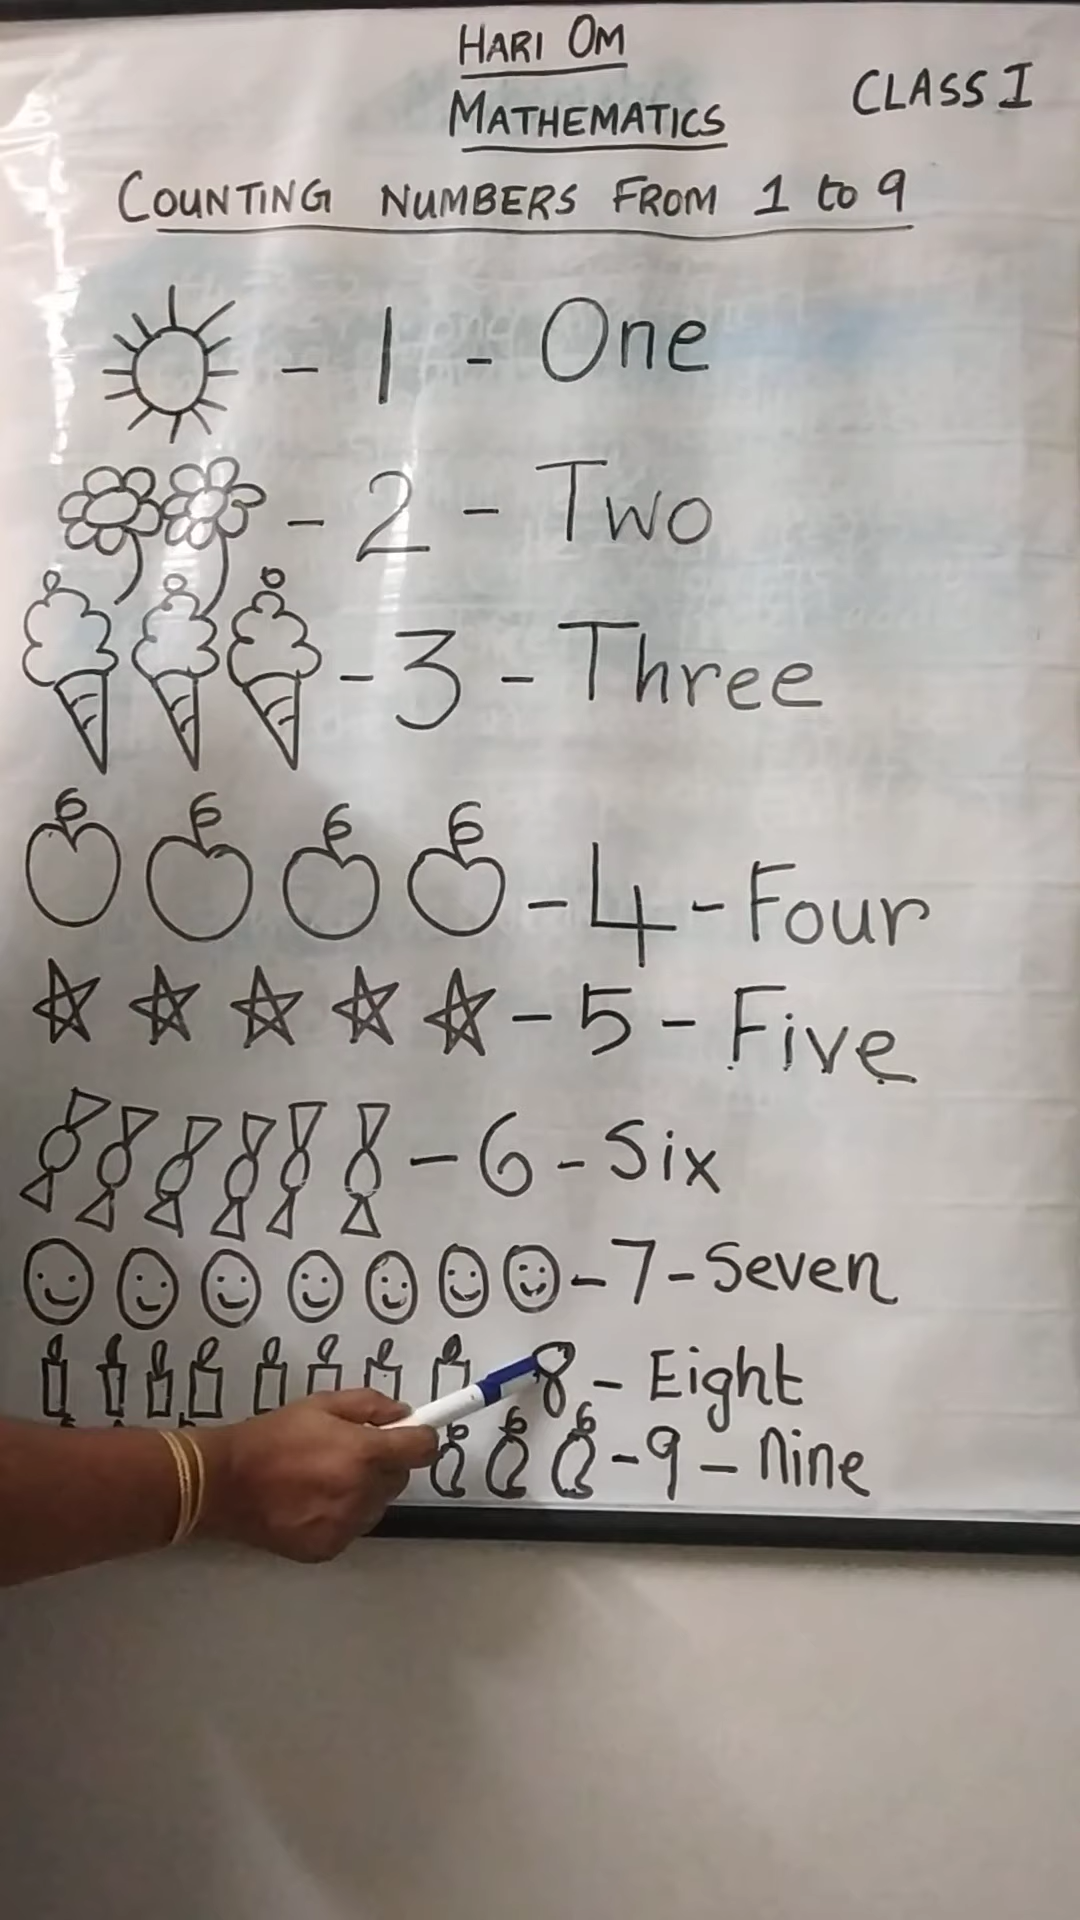 HARI OM
MATHEMATICS
CLASS I
COUNTING NUMBERS FROM 1 to 9
- 1 - One
- 2 - Two
- 3 - Three
- 4 - Four
- 5 - Five
- 6 - Six
- 7 - Seven
8 - Eight
- 9 - Nine